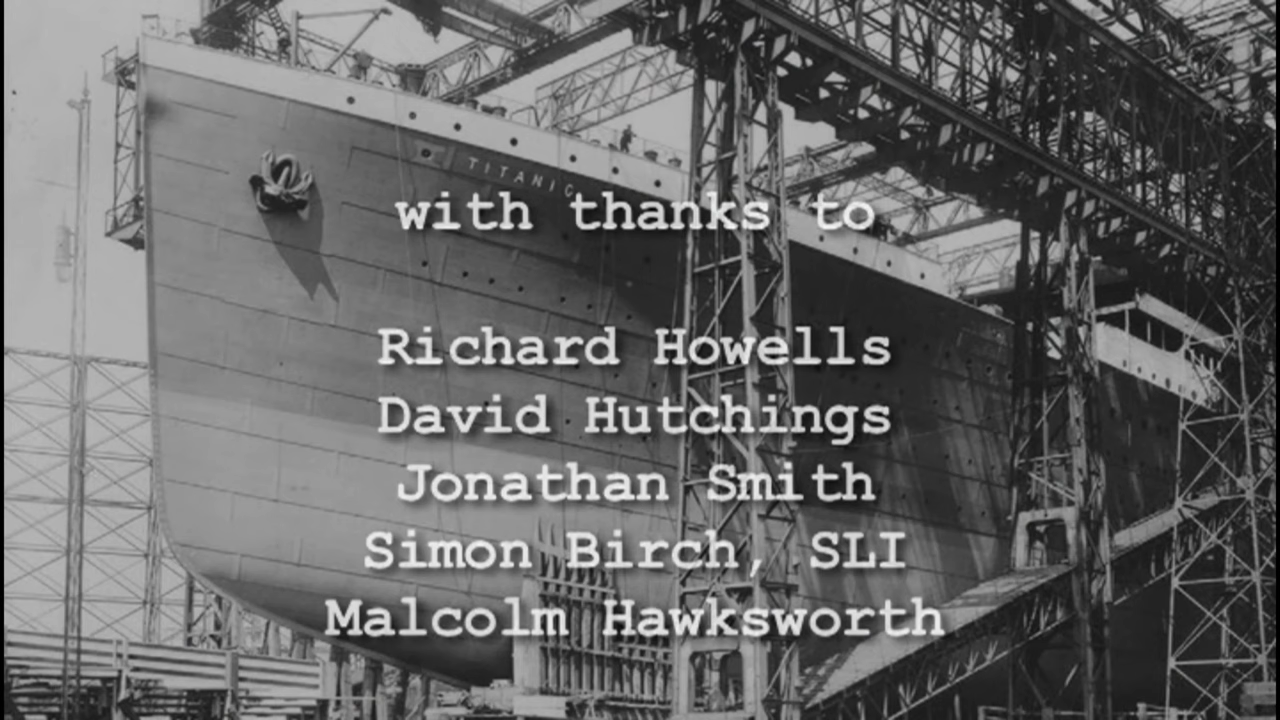 TITANIC
with thanks to
Richard Howells
David Hutchings
Jonathan Smith
Simon Birch, SLI
Malcolm Hawksworth